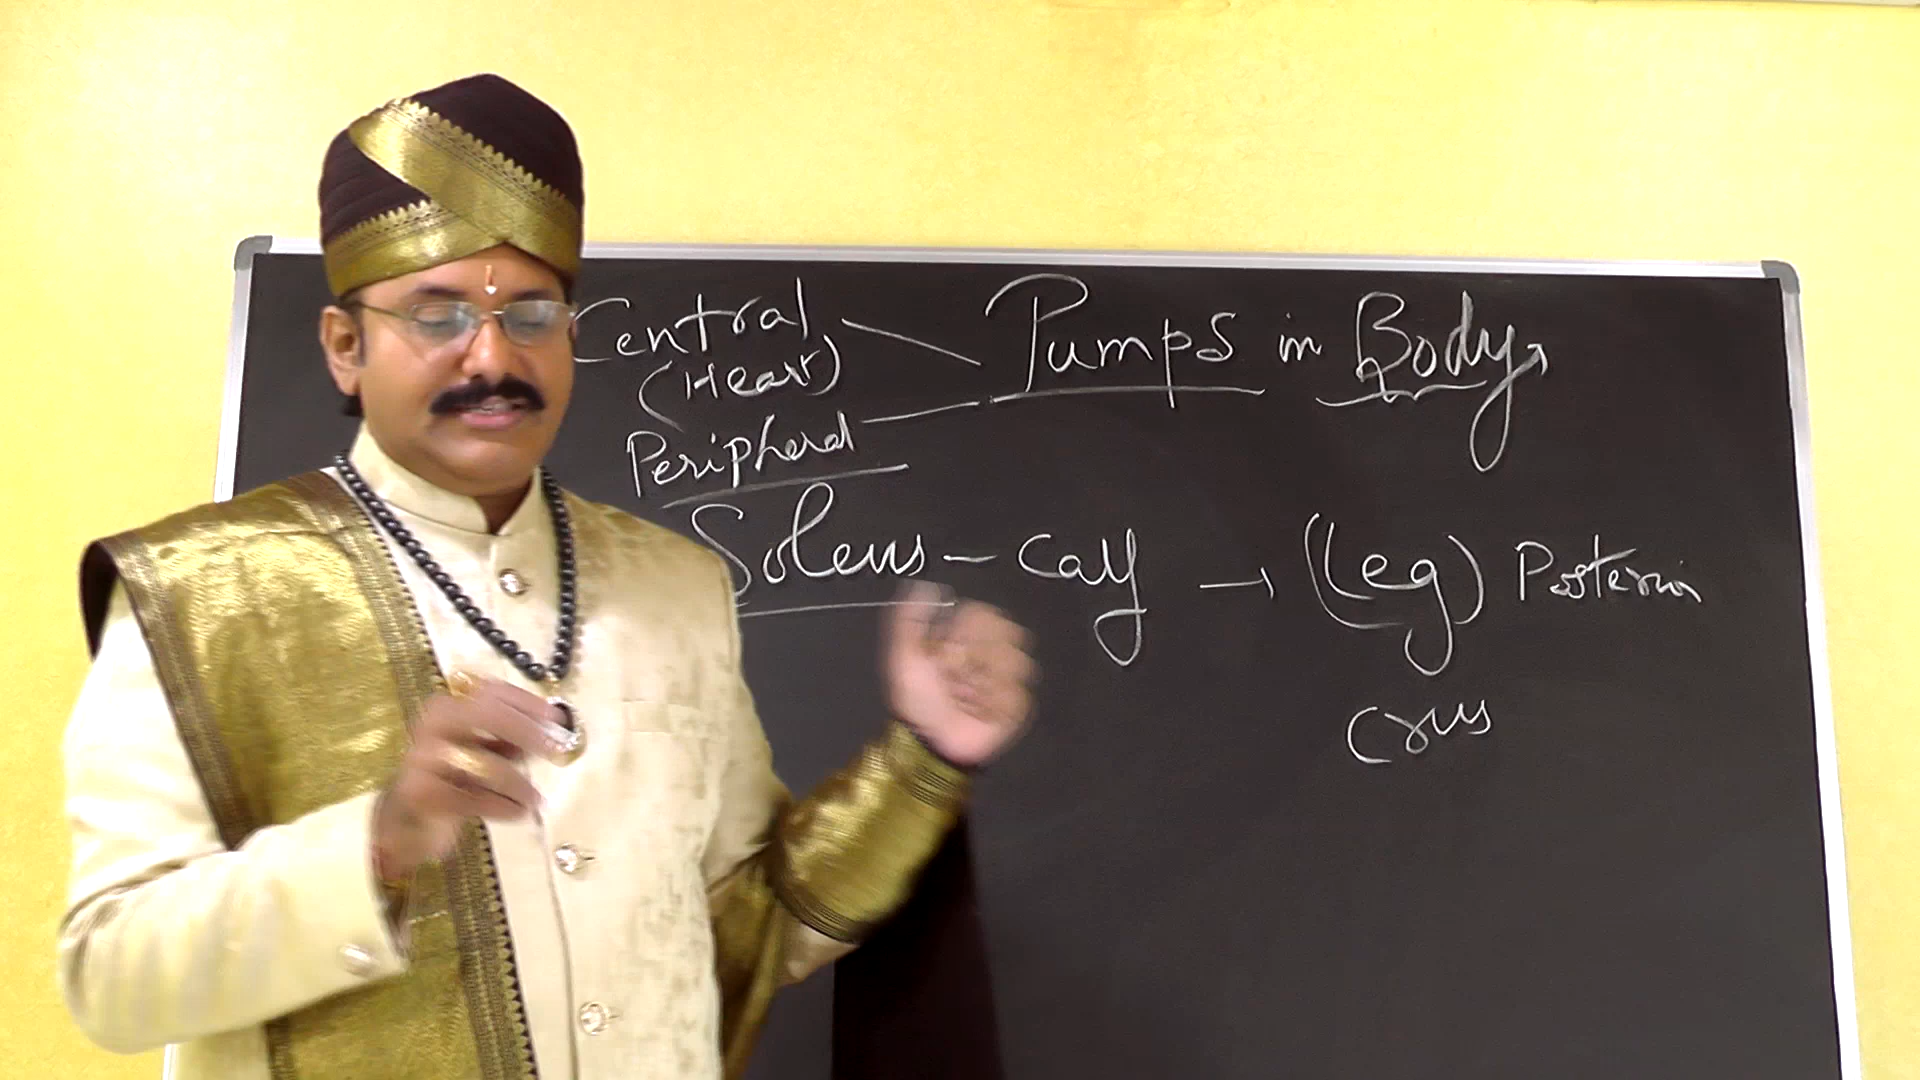 Central Pumps in Body
(Heart)
Peripheral
Soleus - Calf → (Leg) Posterior
Crus